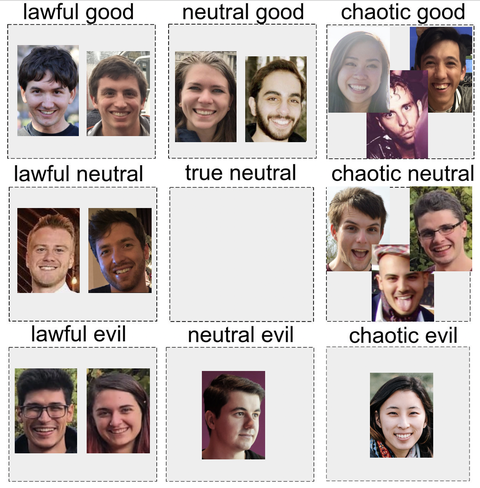 lawful good
neutral good
chaotic good
lawful neutral
true neutral
chaotic neutral
lawful evil
neutral evil
chaotic evil